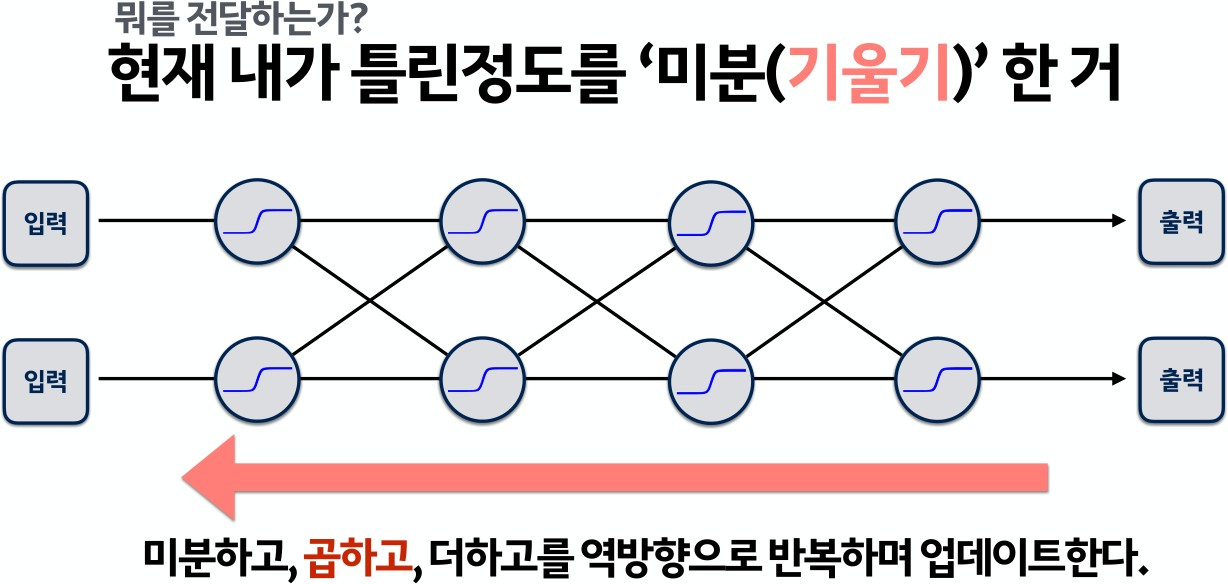 뭐를 전달하는가?
현재 내가 틀린정도를 ‘미분(기울기)’ 한 거
입력
출력
입력
출력
미분하고, 곱하고, 더하고를 역방향으로 반복하며 업데이트한다.